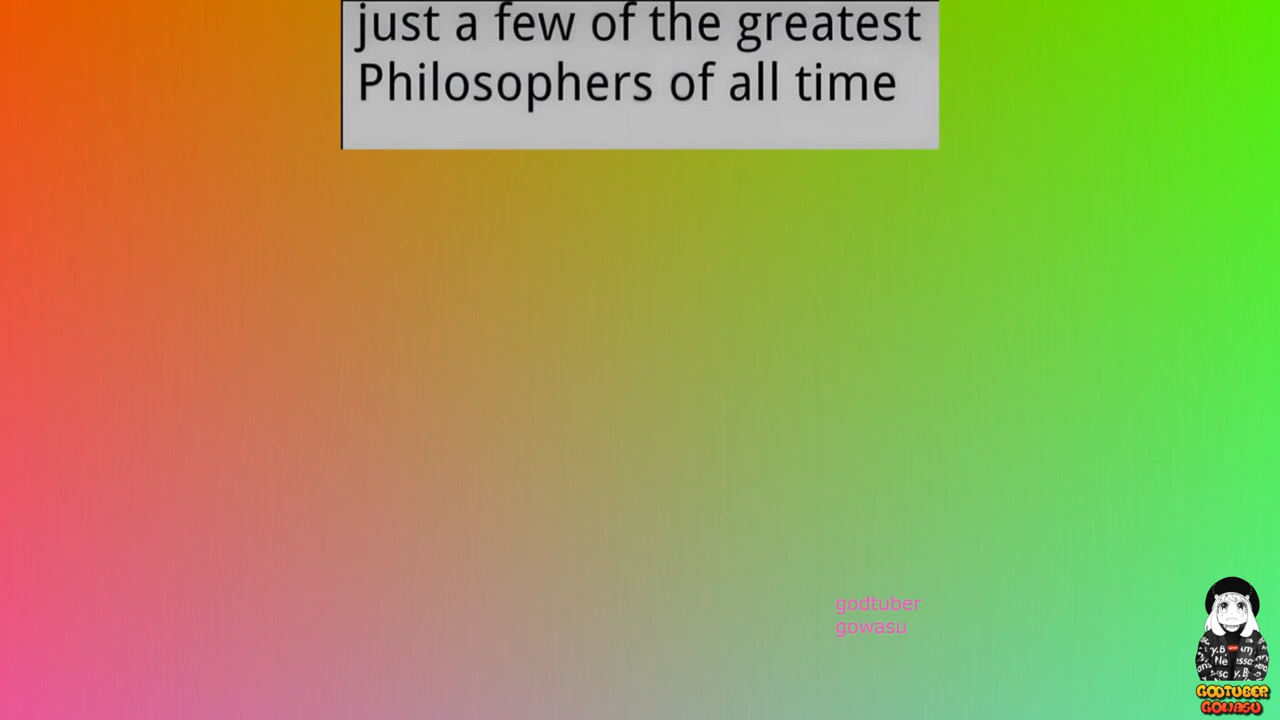 just a few of the greatest
Philosophers of all time
godtuber
gowasu
GODTUBER
GOWASU